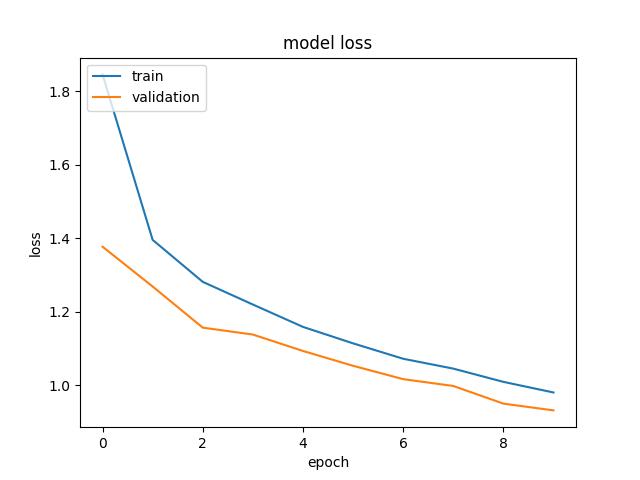 model loss
train
validation
1.8
1.6
1.4
1.2
1.0
loss
0 2 4 6 8
epoch